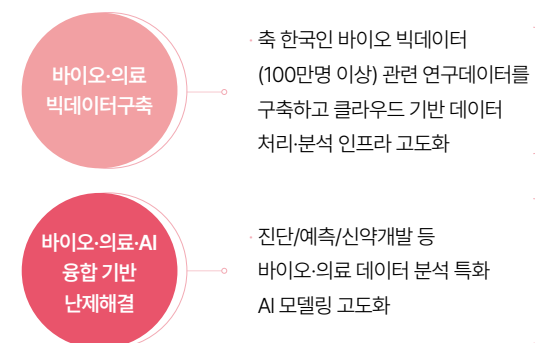 바이오·의료
빅데이터구축
· 축 한국인 바이오 빅데이터
(100만명 이상) 관련 연구데이터를
구축하고 클라우드 기반 데이터
처리·분석 인프라 고도화
바이오·의료·AI
융합 기반
난제해결
· 진단/예측/신약개발 등
바이오·의료 데이터 분석 특화
AI 모델링 고도화